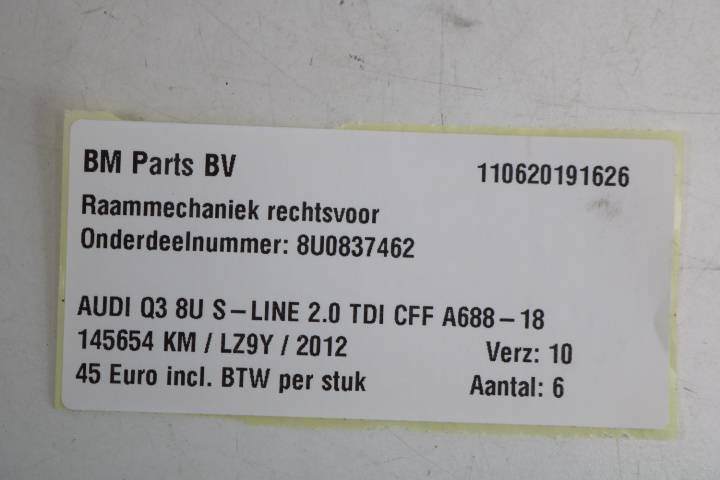 BM Parts BV 110620191626
Raammechaniek rechtsvoor
Onderdeelnummer: 8U0837462
AUDI Q3 8U S-LINE 2.0 TDI CFF A688-18
145654 KM / LZ9Y / 2012 Verz: 10
45 Euro incl. BTW per stuk Aantal: 6